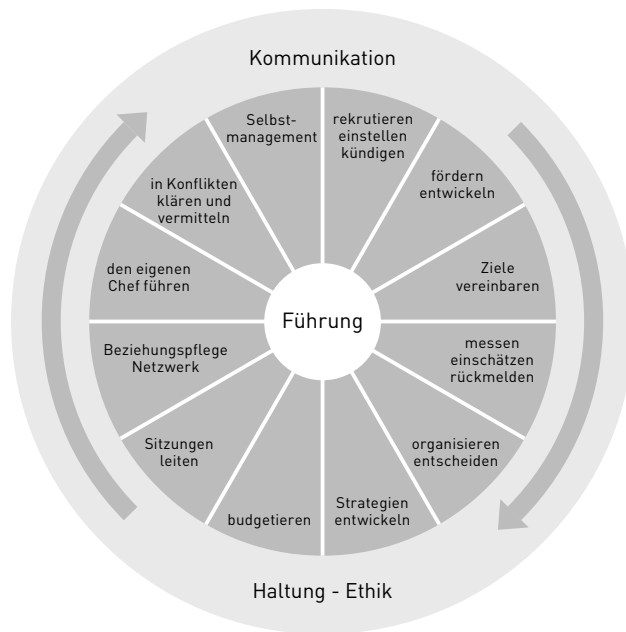 Kommunikation
Selbst-
management
rekrutieren
einstellen
kündigen
fördern
entwickeln
Ziele
vereinbaren
messen
einschätzen
rückmelden
organisieren
entscheiden
Strategien
entwickeln
budgetieren
Sitzungen
leiten
Beziehungspflege
Netzwerk
den eigenen
Chef führen
in Konflikten
klären und
vermitteln
Führung
Haltung - Ethik